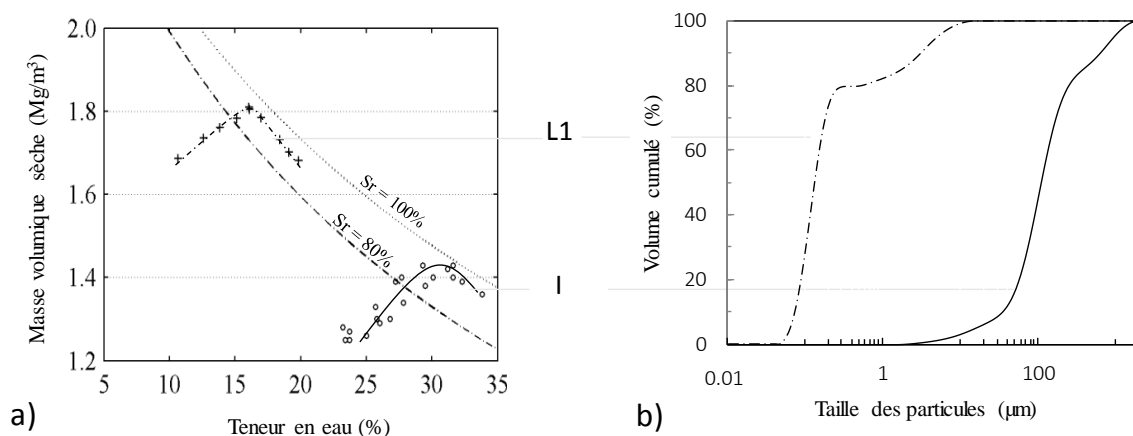 2.0
1.8
1.6
1.4
1.2
Masse volumique sèche (Mg/m³)
5 10 15 20 25 30 35
Teneur en eau (%)
Sr = 100%
Sr = 80%
a)
L1
I
100
80
60
40
20
0
Volume cumulé (%)
0.01 1 100
Taille des particules (µm)
b)